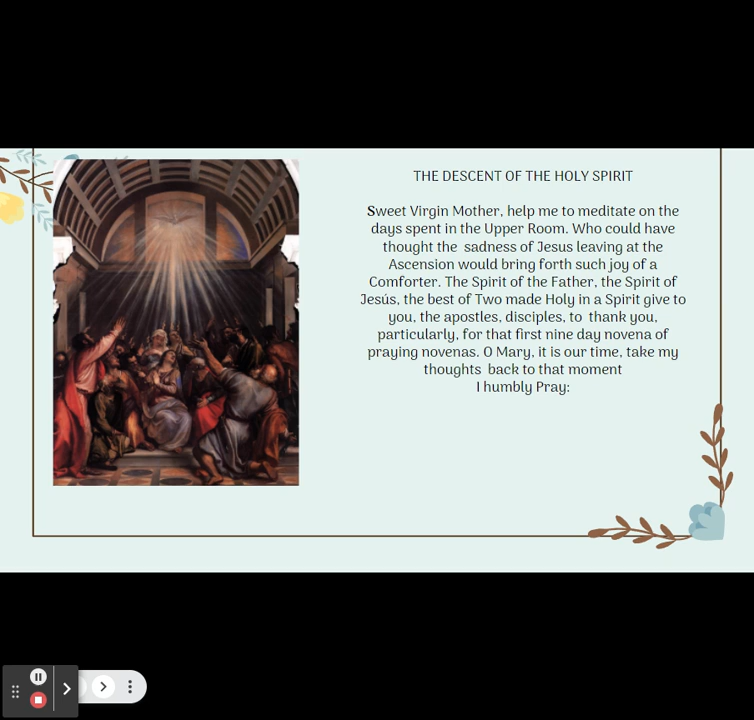 THE DESCENT OF THE HOLY SPIRIT
Sweet Virgin Mother, help me to meditate on the
days spent in the Upper Room. Who could have
thought the sadness of Jesus leaving at the
Ascension would bring forth such joy of a
Comforter. The Spirit of the Father, the Spirit of
Jesús, the best of Two made Holy in a Spirit give to
you, the apostles, disciples, to thank you,
particularly, for that first nine day novena of
praying novenas. O Mary, it is our time, take my
thoughts back to that moment
I humbly Pray: